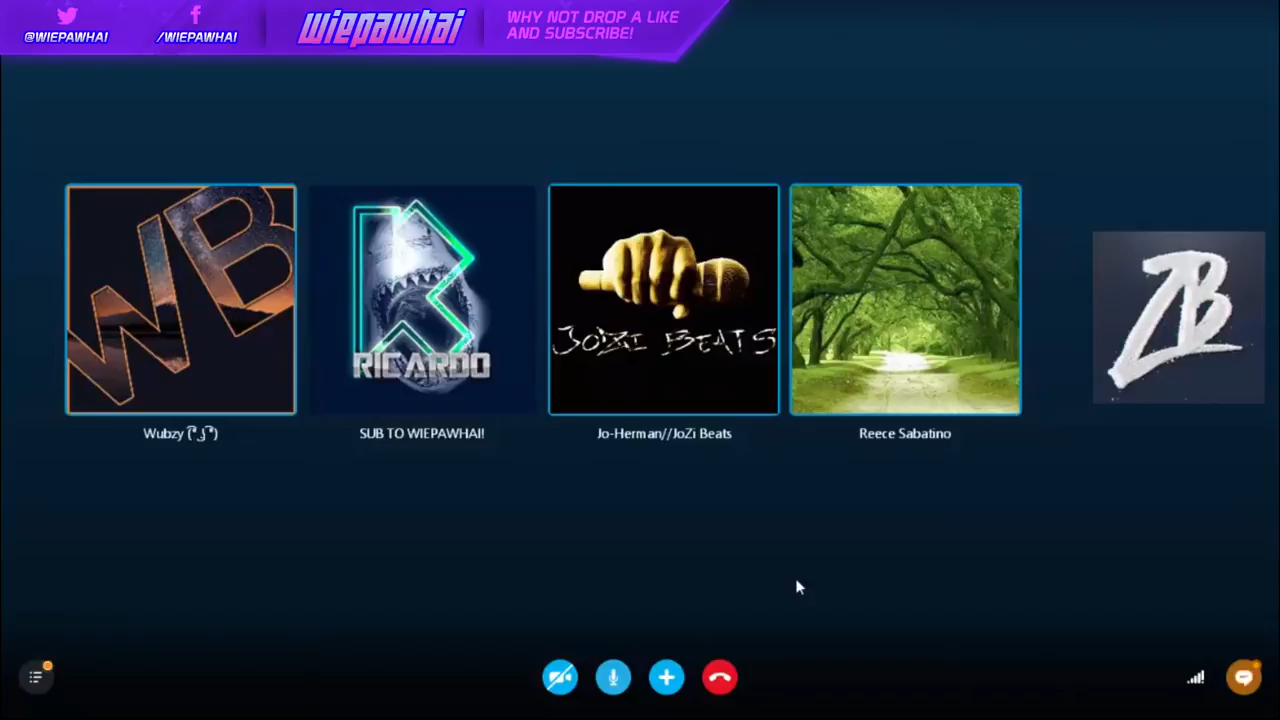 @WIEPAWHAI
/WIEPAWHAI
wiepawhai
WHY NOT DROP A LIKE
AND SUBSCRIBE!
WB
RICARDO
JOZI BEATS
ZB
Wubzy ( ͡° ͜ʖ ͡°)
SUB TO WIEPAWHAI!
Jo-Herman//JoZi Beats
Reece Sabatino